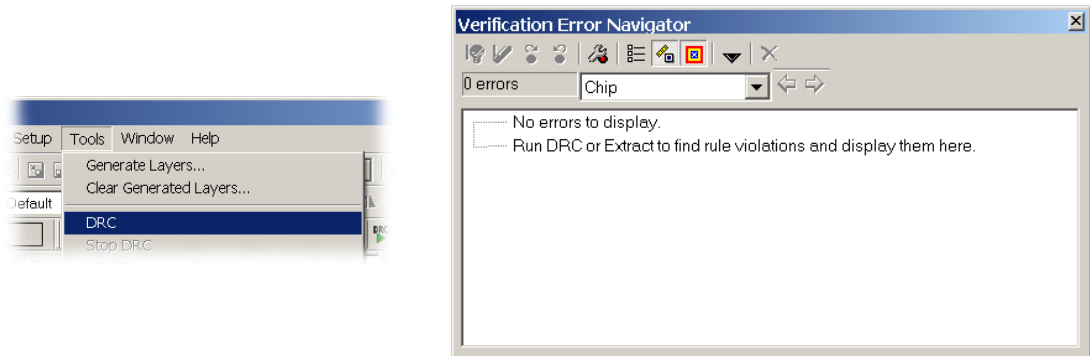 Setup Tools Window Help
Generate Layers...
Clear Generated Layers...
Default
DRC
DRC
Stop DRC
Verification Error Navigator
0 errors
Chip
No errors to display.
Run DRC or Extract to find rule violations and display them here.